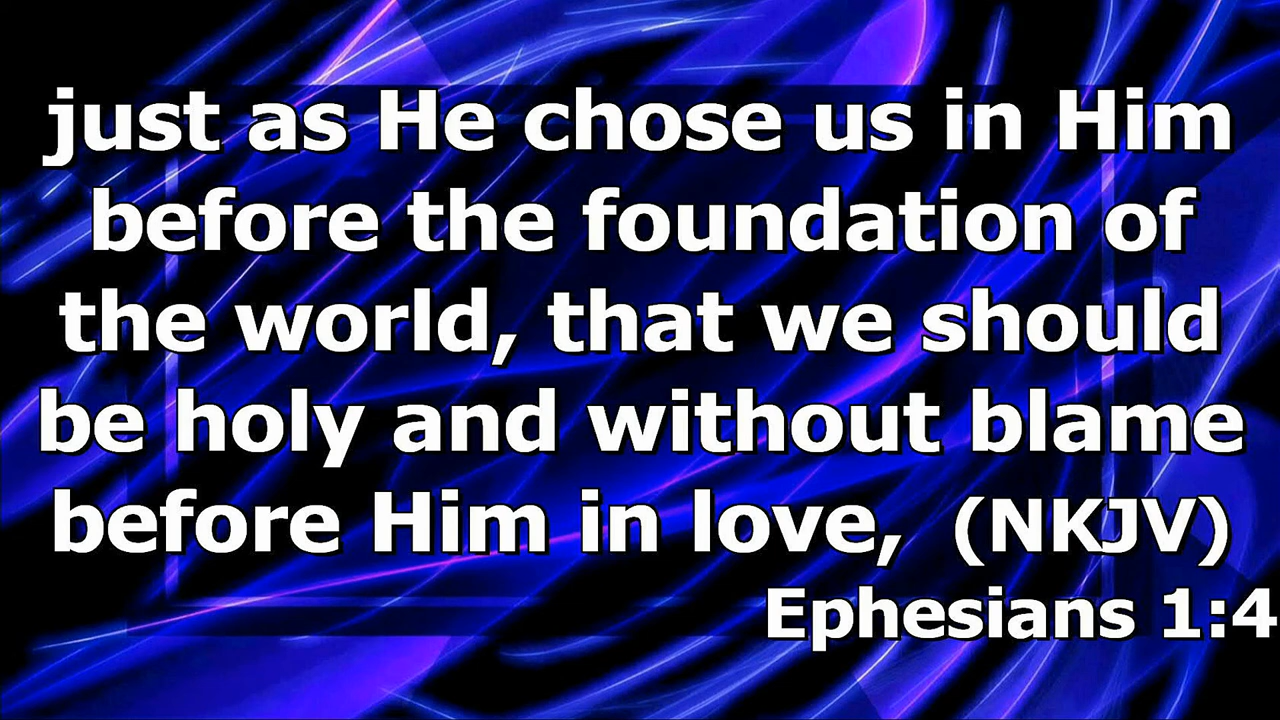 just as He chose us in Him
before the foundation of
the world, that we should
be holy and without blame
before Him in love,  (NKJV)
Ephesians 1:4